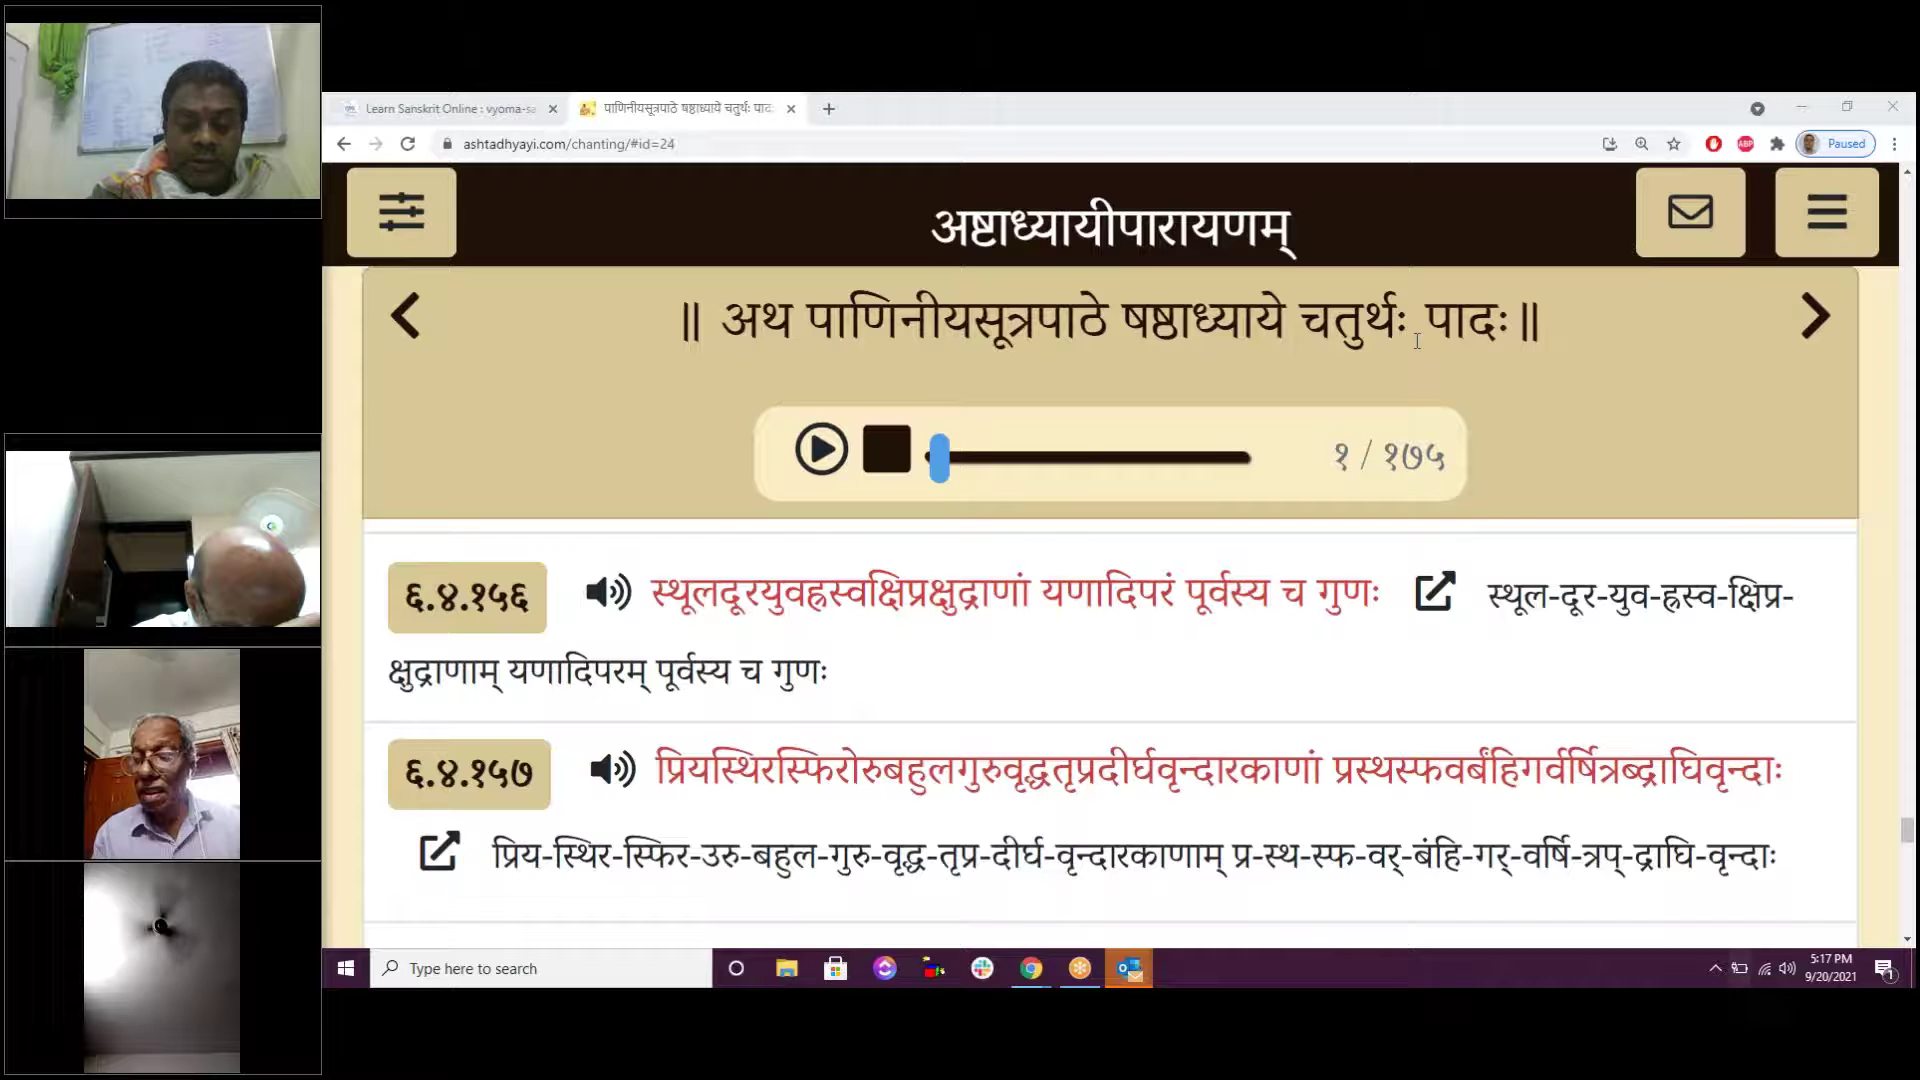 Learn Sanskrit Online : vyoma-sa
पाणिनीयसूत्रपाठे षष्ठाध्याये चतुर्थः पादः
ashtadhyayi.com/chanting/#id=24
ABP
Paused
अष्टाध्यायीपारायणम्
॥ अथ पाणिनीयसूत्रपाठे षष्ठाध्याये चतुर्थः पादः॥
१ / १७५
६.४.१५६ स्थूलदूरयुवह्रस्वक्षिप्रक्षुद्राणां यणादिपरं पूर्वस्य च गुणः स्थूल-दूर-युव-ह्रस्व-क्षिप्र-
क्षुद्राणाम् यणादिपरम् पूर्वस्य च गुणः
६.४.१५७ प्रियस्थिरस्फिरोरुबहुलगुरुवृद्धतृप्रदीर्घवृन्दारकाणां प्रस्थस्फवर्बंहिगर्वर्षित्रब्द्राघिवृन्दाः
प्रिय-स्थिर-स्फिर-उरु-बहुल-गुरु-वृद्ध-तृप्र-दीर्घ-वृन्दारकाणाम् प्र-स्थ-स्फ-वर्-बंहि-गर्-वर्षि-त्रप्-द्राघि-वृन्दाः
Type here to search
5:17 PM
9/20/2021
1